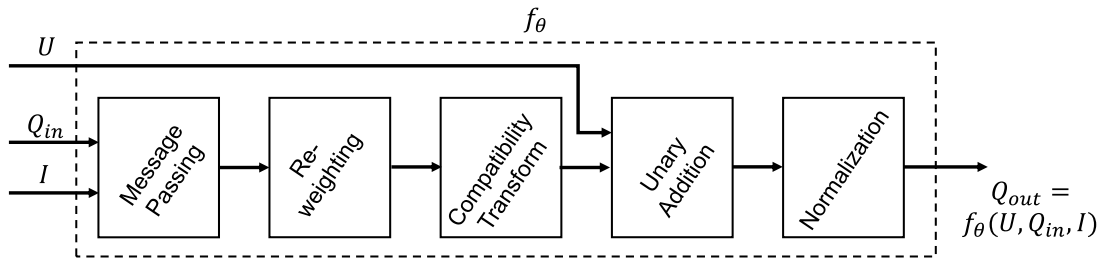 f_θ
U
Q_in
I
Message
Passing
Re-
weighting
Compatibility
Transform
Unary
Addition
Normalization
Q_out =
f_θ(U, Q_in, I)